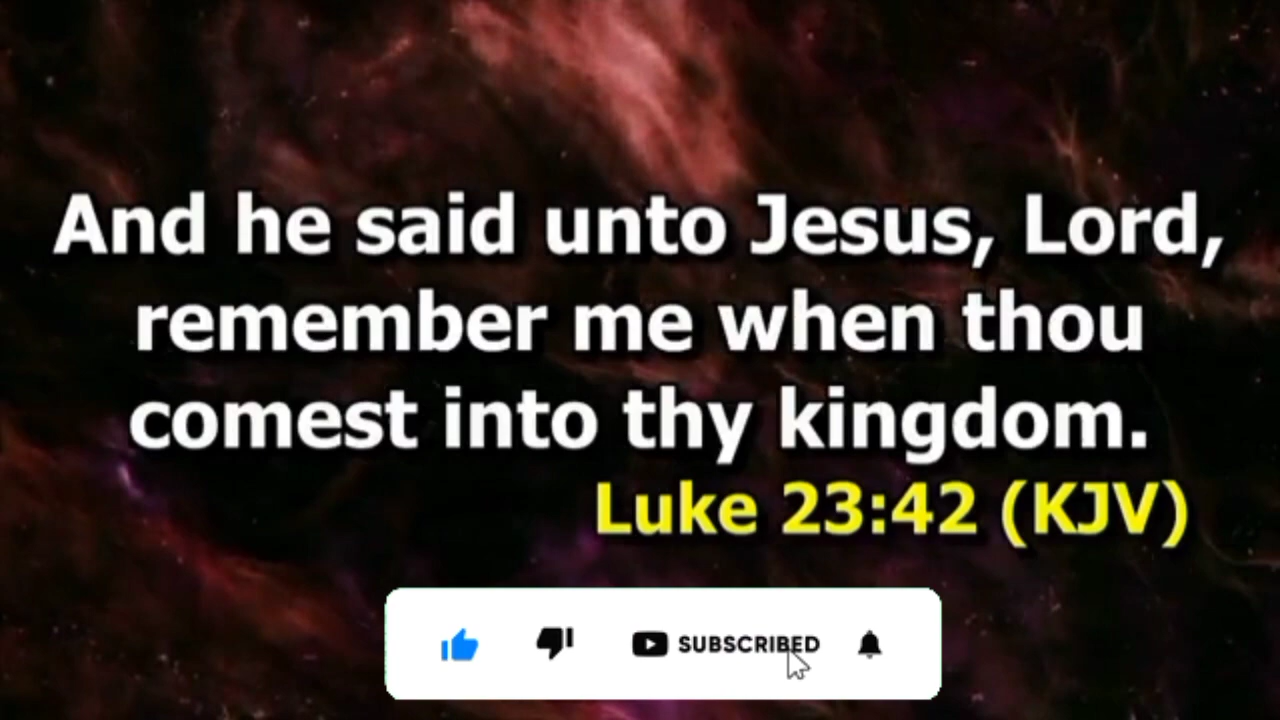 And he said unto Jesus, Lord,
remember me when thou
comest into thy kingdom.
Luke 23:42 (KJV)
SUBSCRIBED